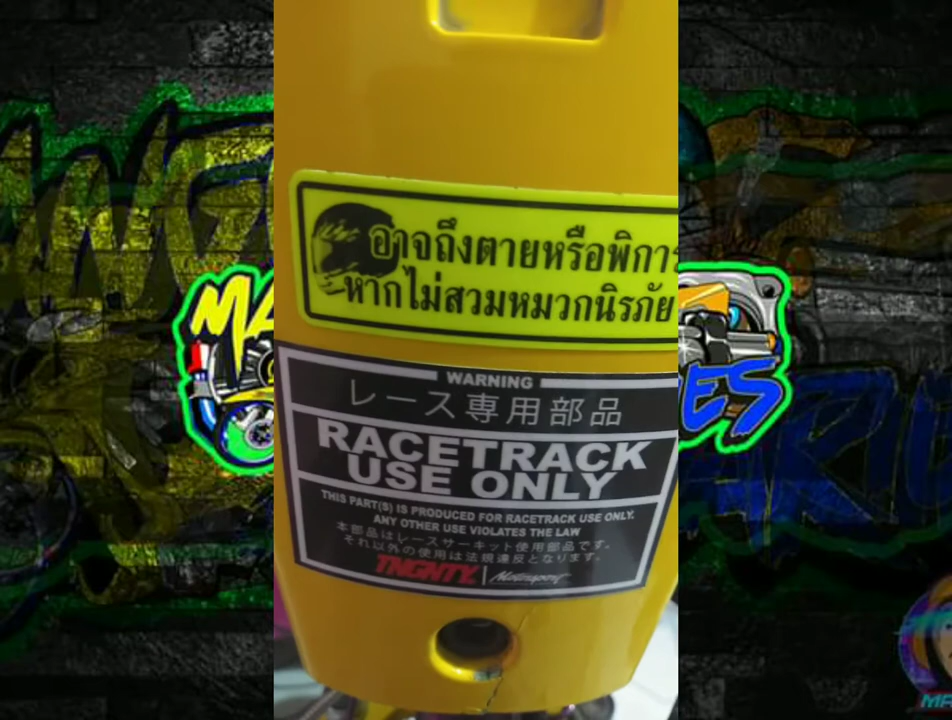 อาจถึงตายหรือพิการ
หากไม่สวมหมวกนิรภัย
WARNING
レース専用部品
RACETRACK
USE ONLY
THIS PART(S) IS PRODUCED FOR RACETRACK USE ONLY.
ANY OTHER USE VIOLATES THE LAW
本部品はレースサーキット使用部品です。
それ以外の使用は法規違反となります。
TNGNTY. | Motorsport